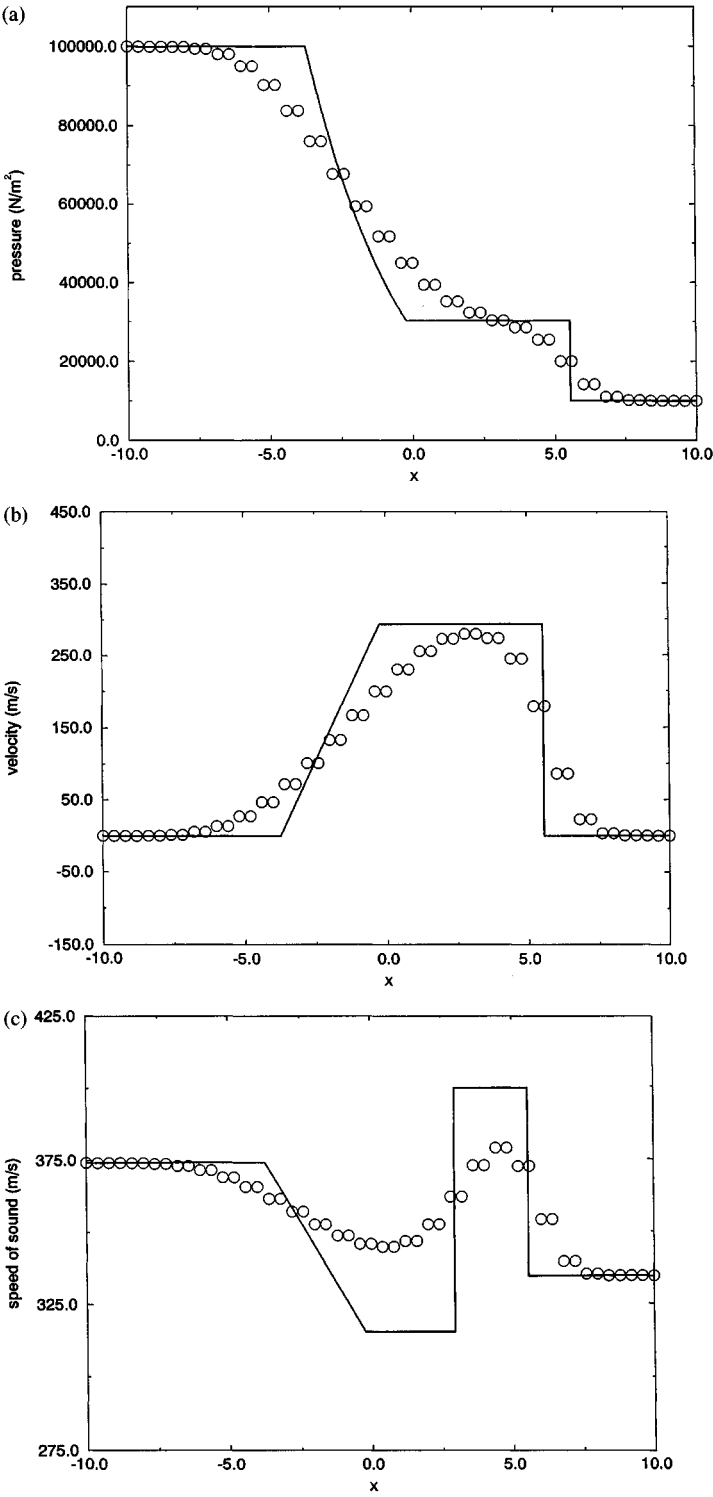 (a)
100000.0
80000.0
60000.0
40000.0
20000.0
0.0
pressure (N/m²)
-10.0 -5.0 0.0 5.0 10.0
x
(b)
450.0
350.0
250.0
150.0
50.0
-50.0
-150.0
velocity (m/s)
-10.0 -5.0 0.0 5.0 10.0
x
(c)
425.0
375.0
325.0
275.0
speed of sound (m/s)
-10.0 -5.0 0.0 5.0 10.0
x